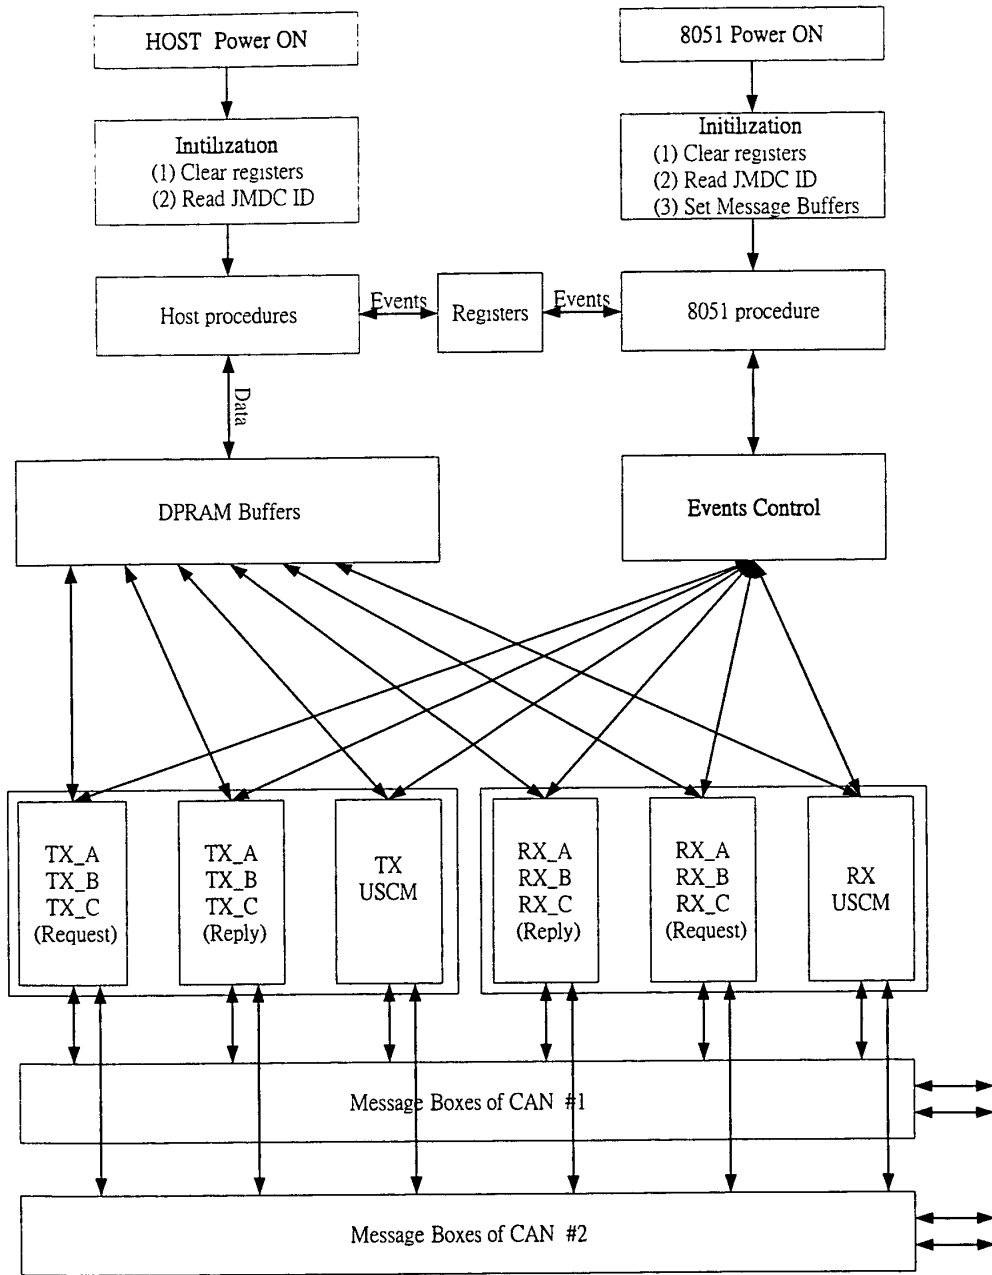 HOST Power ON
8051 Power ON
Initilization
(1) Clear registers
(2) Read JMDC ID
Initilization
(1) Clear registers
(2) Read JMDC ID
(3) Set Message Buffers
Host procedures
Events
Registers
Events
8051 procedure
Data
DPRAM Buffers
Events Control
TX_A
TX_B
TX_C
(Request)
TX_A
TX_B
TX_C
(Reply)
TX
USCM
RX_A
RX_B
RX_C
(Reply)
RX_A
RX_B
RX_C
(Request)
RX
USCM
Message Boxes of CAN #1
Message Boxes of CAN #2